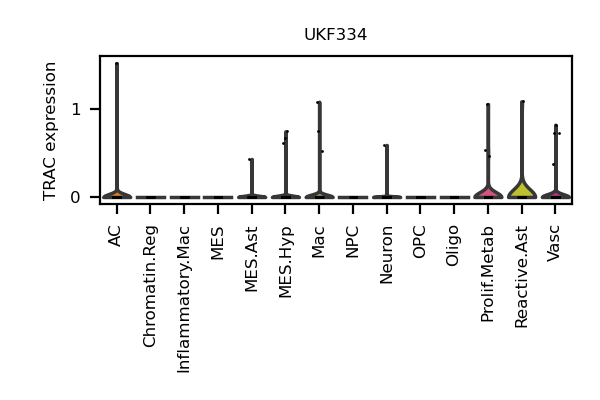 UKF334
TRAC expression
1
0
AC
Chromatin.Reg
Inflammatory.Mac
MES
MES.Ast
MES.Hyp
Mac
NPC
Neuron
OPC
Oligo
Prolif.Metab
Reactive.Ast
Vasc